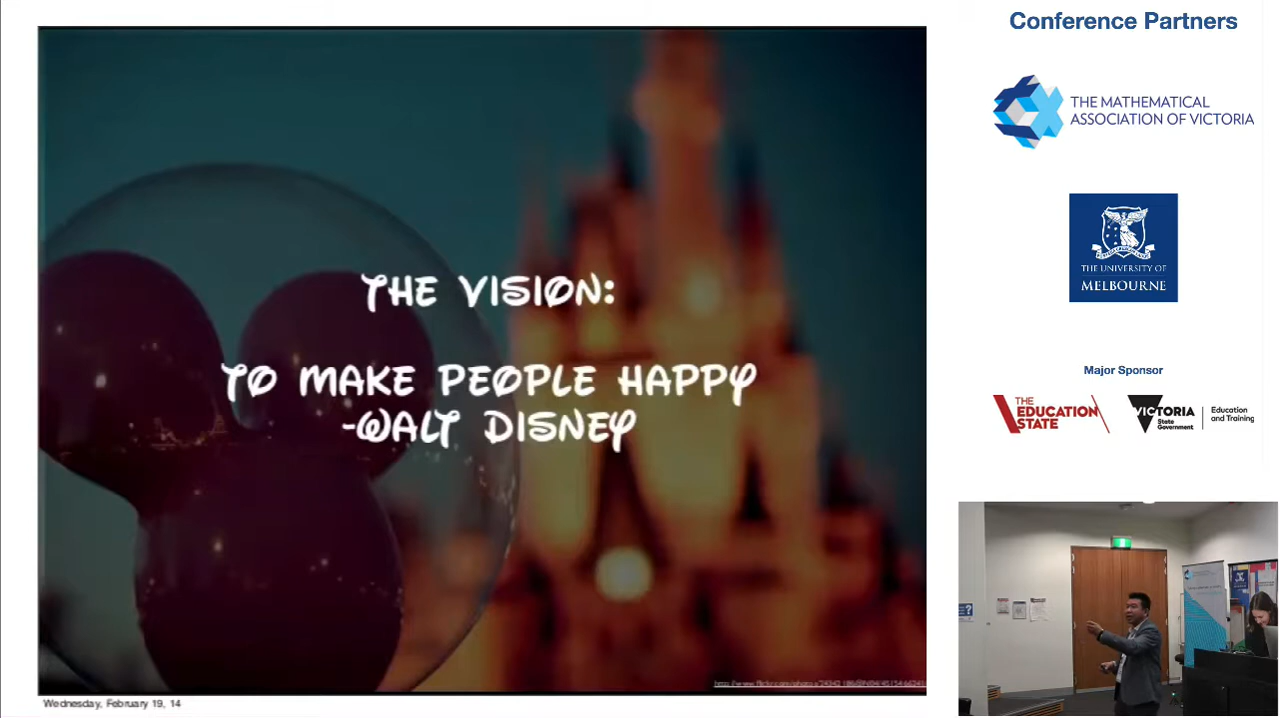 THE VISION:
TO MAKE PEOPLE HAPPY
-WALT DISNEY
Wednesday, February 19, 14
Conference Partners
THE MATHEMATICAL
ASSOCIATION OF VICTORIA
THE UNIVERSITY OF
MELBOURNE
Major Sponsor
THE
EDUCATION
STATE
VICTORIA
State
Government
Education
and Training